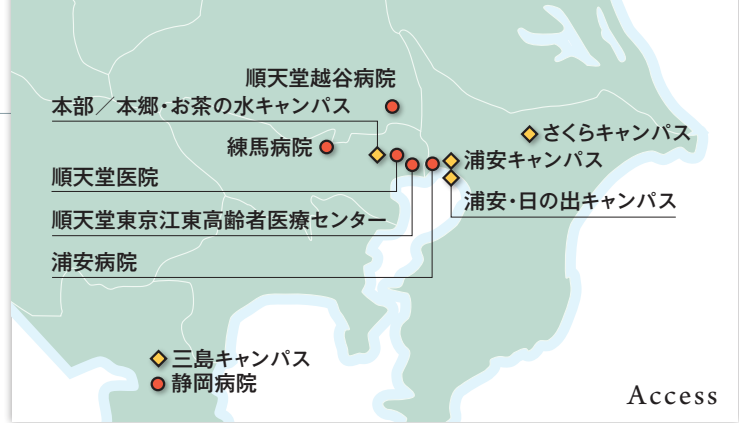 順天堂越谷病院
本部／本郷・お茶の水キャンパス
さくらキャンパス
練馬病院
浦安キャンパス
順天堂医院
浦安・日の出キャンパス
順天堂東京江東高齢者医療センター
浦安病院
三島キャンパス
静岡病院
Access